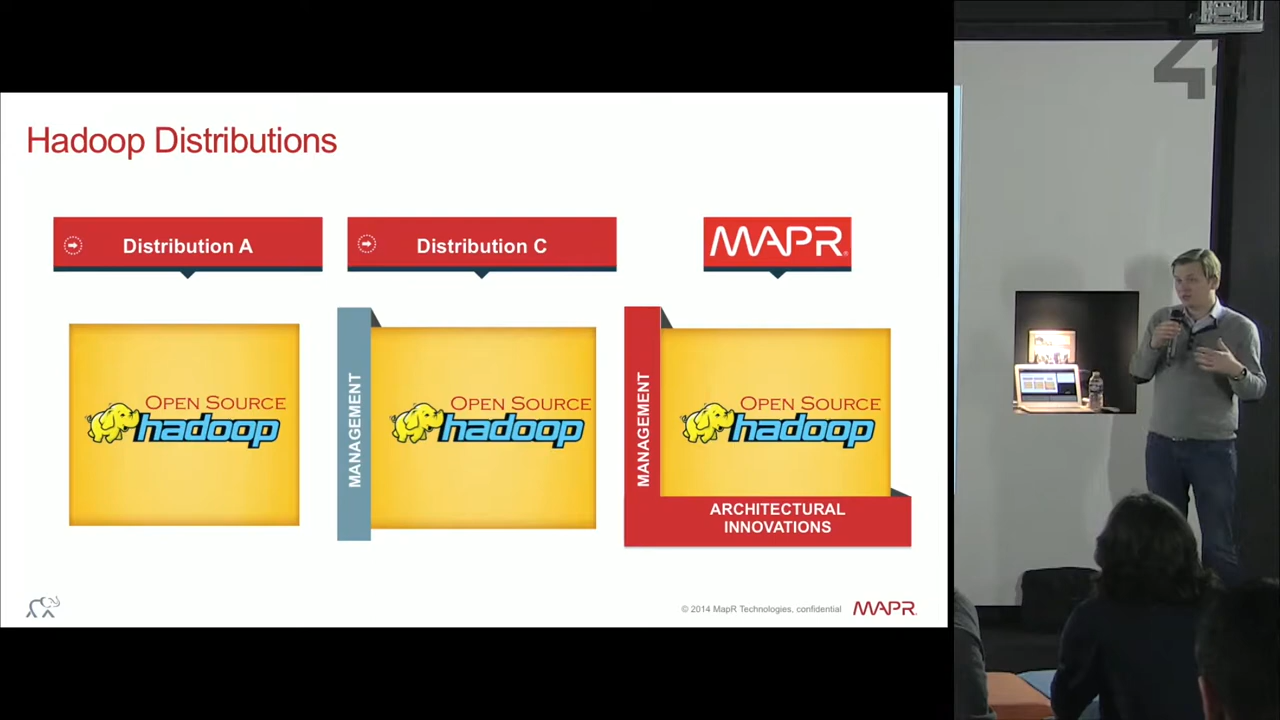 Hadoop Distributions
Distribution A
Distribution C
MAPR®
OPEN SOURCE
hadoop
MANAGEMENT
OPEN SOURCE
hadoop
MANAGEMENT
OPEN SOURCE
hadoop
ARCHITECTURAL
INNOVATIONS
© 2014 MapR Technologies, confidential
MAPR
42